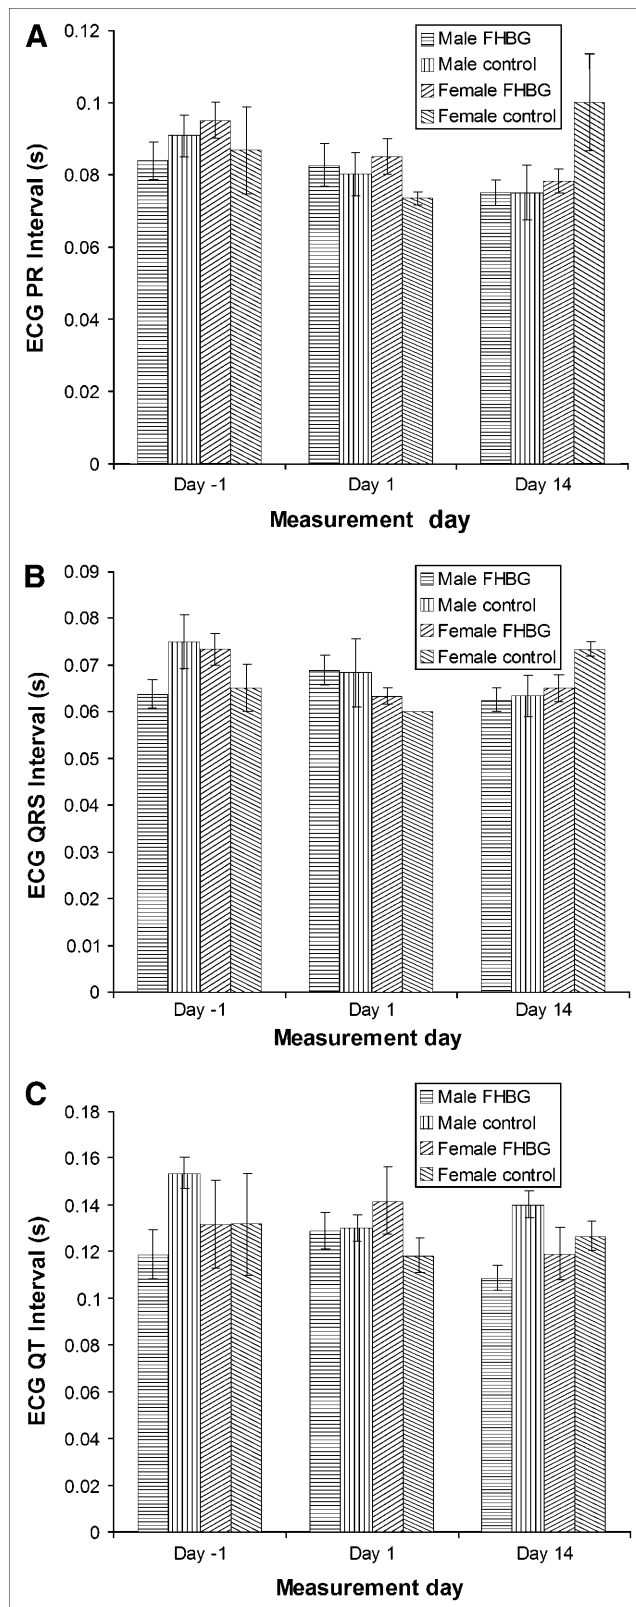 A
Male FHBG
Male control
Female FHBG
Female control
ECG PR Interval (s)
0.12
0.1
0.08
0.06
0.04
0.02
0
Day -1 Day 1 Day 14
Measurement day
B
Male FHBG
Male control
Female FHBG
Female control
ECG QRS Interval (s)
0.09
0.08
0.07
0.06
0.05
0.04
0.03
0.02
0.01
0
Day -1 Day 1 Day 14
Measurement day
C
Male FHBG
Male control
Female FHBG
Female control
ECG QT Interval (s)
0.18
0.16
0.14
0.12
0.1
0.08
0.06
0.04
0.02
0
Day -1 Day 1 Day 14
Measurement day